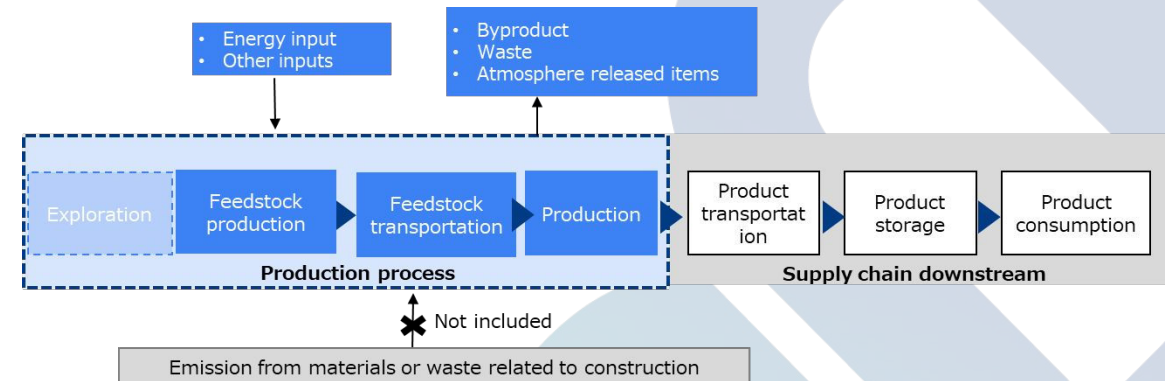 • Energy input
• Other inputs
• Byproduct
• Waste
• Atmosphere released items
Exploration
Feedstock
production
Feedstock
transportation
Production
Product
transportat
ion
Product
storage
Product
consumption
Production process
Supply chain downstream
Not included
Emission from materials or waste related to construction